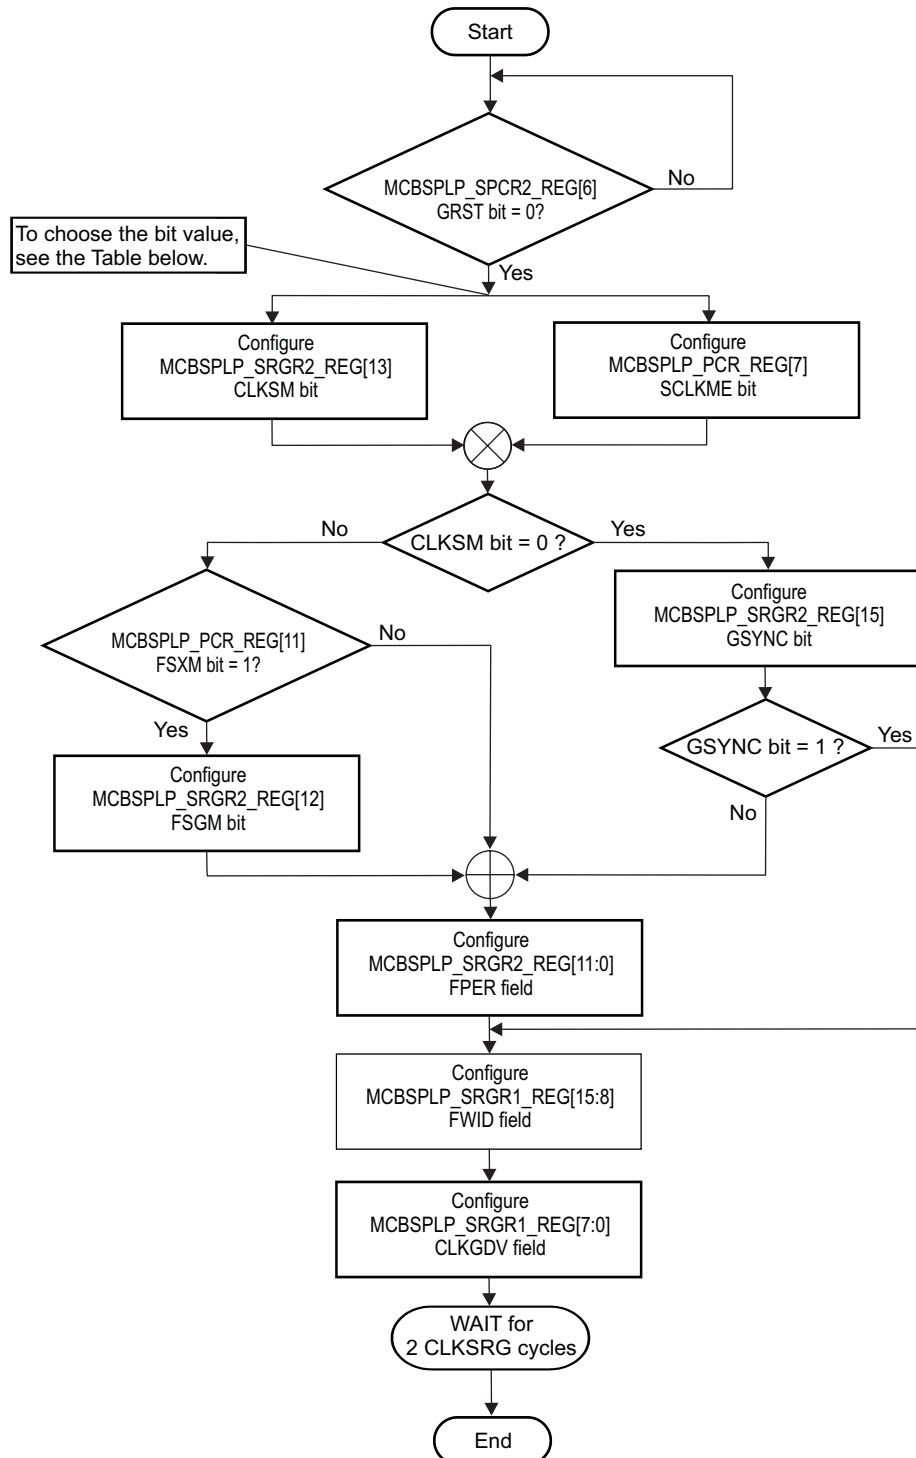 Start
MCBSPLP_SPCR2_REG[6]
GRST bit = 0?
No
To choose the bit value,
see the Table below.
Yes
Configure
MCBSPLP_SRGR2_REG[13]
CLKSM bit
Configure
MCBSPLP_PCR_REG[7]
SCLKME bit
No
CLKSM bit = 0 ?
Yes
MCBSPLP_PCR_REG[11]
FSXM bit = 1?
No
Configure
MCBSPLP_SRGR2_REG[15]
GSYNC bit
Yes
GSYNC bit = 1 ?
Yes
Configure
MCBSPLP_SRGR2_REG[12]
FSGM bit
No
Configure
MCBSPLP_SRGR2_REG[11:0]
FPER field
Configure
MCBSPLP_SRGR1_REG[15:8]
FWID field
Configure
MCBSPLP_SRGR1_REG[7:0]
CLKGDV field
WAIT for
2 CLKSRG cycles
End